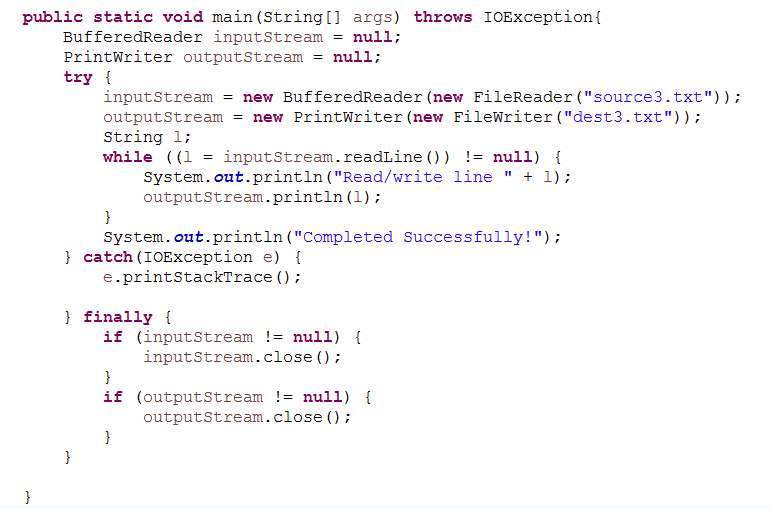 public static void main(String[] args) throws IOException{
    BufferedReader inputStream = null;
    PrintWriter outputStream = null;
    try {
        inputStream = new BufferedReader(new FileReader("source3.txt"));
        outputStream = new PrintWriter(new FileWriter("dest3.txt"));
        String l;
        while ((l = inputStream.readLine()) != null) {
            System.out.println("Read/write line " + l);
            outputStream.println(l);
        }
        System.out.println("Completed Successfully!");
    } catch(IOException e) {
        e.printStackTrace();

    } finally {
        if (inputStream != null) {
            inputStream.close();
        }
        if (outputStream != null) {
            outputStream.close();
        }
    }

}